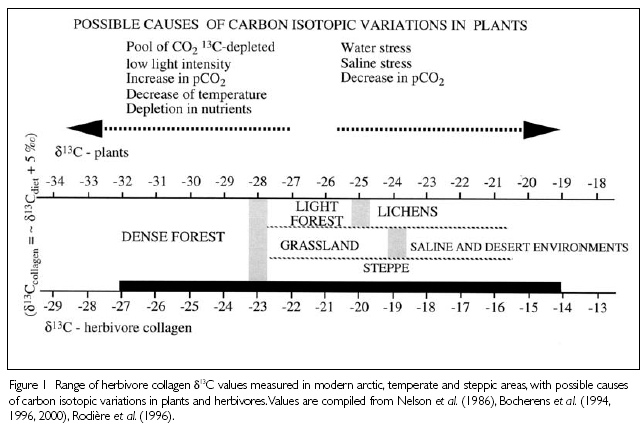 POSSIBLE CAUSES OF CARBON ISOTOPIC VARIATIONS IN PLANTS
Pool of CO2 13C-depleted
low light intensity
Increase in pCO2
Decrease of temperature
Depletion in nutrients
Water stress
Saline stress
Decrease in pCO2
δ13C - plants
-34 -33 -32 -31 -30 -29 -28 -27 -26 -25 -24 -23 -22 -21 -20 -19 -18
(δ13Ccollagen = ~ δ13Cdiet + 5 ‰)
DENSE FOREST
LIGHT
FOREST
LICHENS
GRASSLAND
SALINE AND DESERT ENVIRONMENTS
STEPPE
-29 -28 -27 -26 -25 -24 -23 -22 -21 -20 -19 -18 -17 -16 -15 -14 -13
δ13C - herbivore collagen
Figure 1 Range of herbivore collagen δ13C values measured in modern arctic, temperate and steppic areas, with possible causes
of carbon isotopic variations in plants and herbivores. Values are compiled from Nelson et al. (1986), Bocherens et al. (1994,
1996, 2000), Rodière et al. (1996).